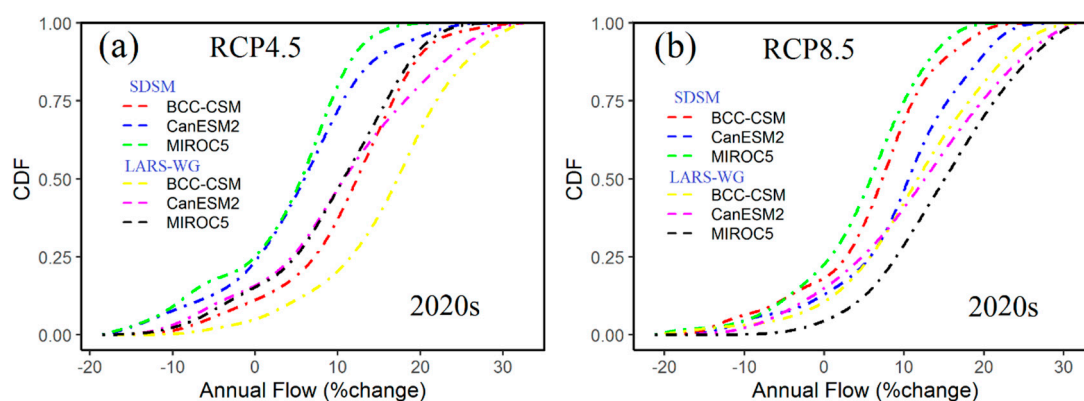 (a) RCP4.5
SDSM
BCC-CSM
CanESM2
MIROC5
LARS-WG
BCC-CSM
CanESM2
MIROC5
2020s
CDF
1.00
0.75
0.50
0.25
0.00
-20 -10 0 10 20 30
Annual Flow (%change)
(b) RCP8.5
SDSM
BCC-CSM
CanESM2
MIROC5
LARS-WG
BCC-CSM
CanESM2
MIROC5
2020s
CDF
1.00
0.75
0.50
0.25
0.00
-20 -10 0 10 20 30
Annual Flow (%change)